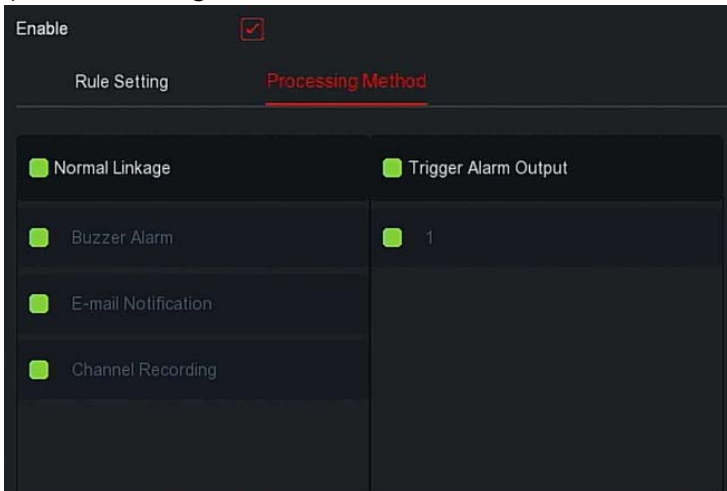 Enable
Rule Setting Processing Method
Normal Linkage Trigger Alarm Output
Buzzer Alarm 1
E-mail Notification
Channel Recording